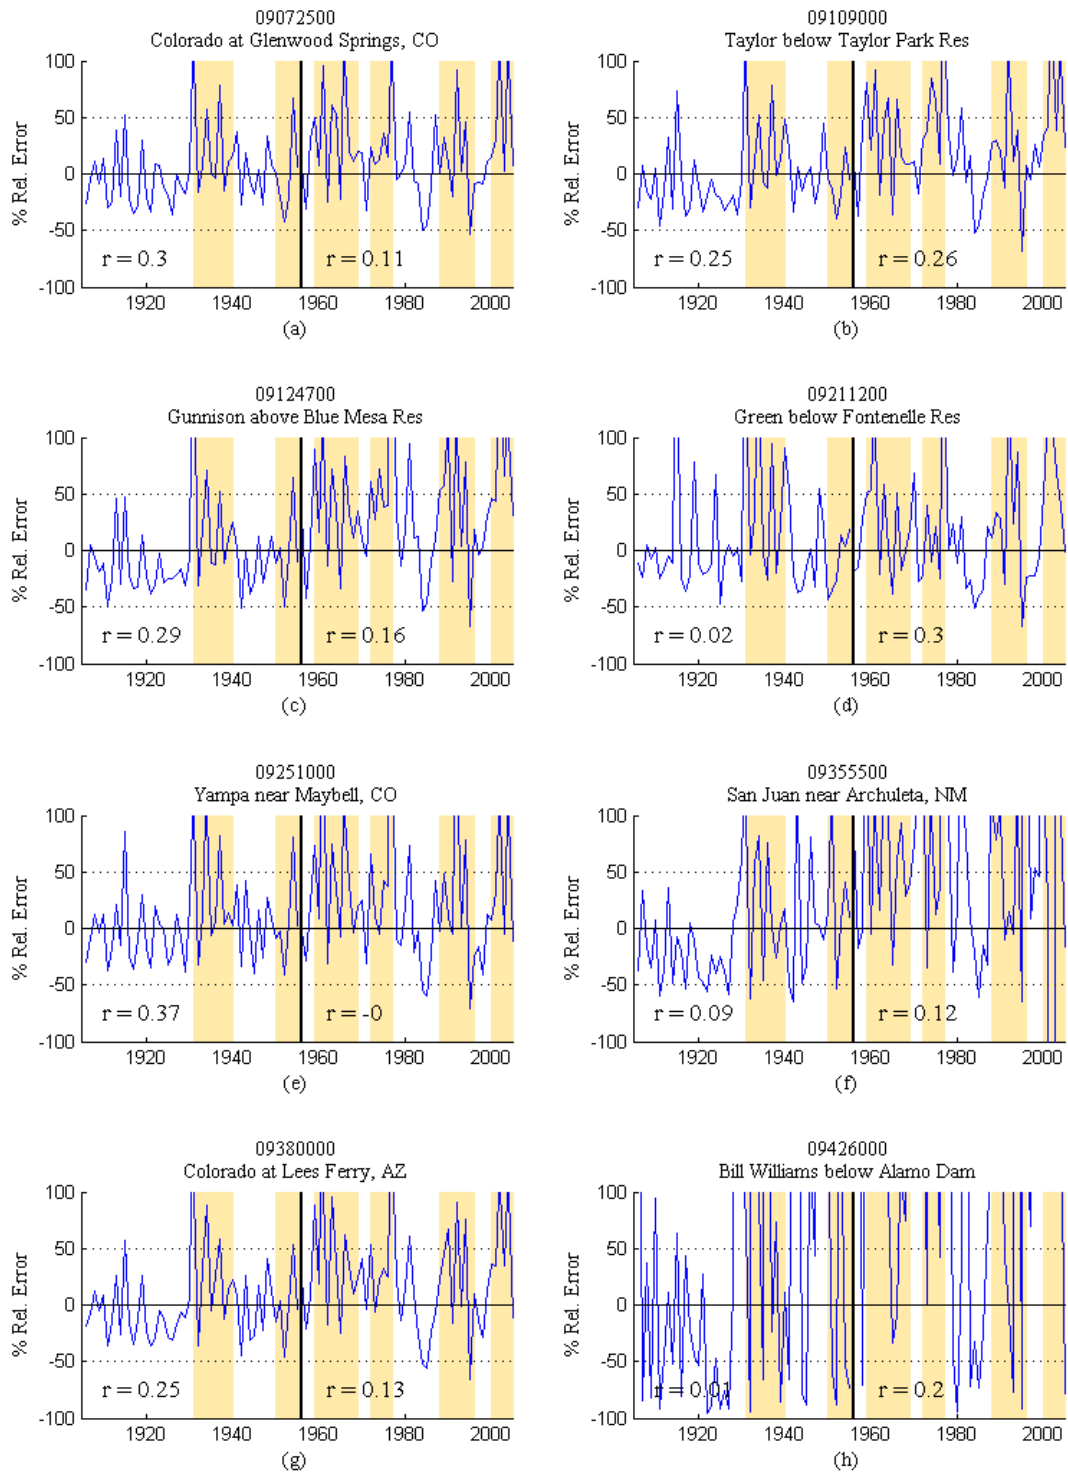 09072500
Colorado at Glenwood Springs, CO
% Rel. Error
100
50
0
-50
-100
r = 0.3
r = 0.11
1920 1940 1960 1980 2000
(a)
09109000
Taylor below Taylor Park Res
% Rel. Error
100
50
0
-50
-100
r = 0.25
r = 0.26
1920 1940 1960 1980 2000
(b)
09124700
Gunnison above Blue Mesa Res
% Rel. Error
100
50
0
-50
-100
r = 0.29
r = 0.16
1920 1940 1960 1980 2000
(c)
09211200
Green below Fontenelle Res
% Rel. Error
100
50
0
-50
-100
r = 0.02
r = 0.3
1920 1940 1960 1980 2000
(d)
09251000
Yampa near Maybell, CO
% Rel. Error
100
50
0
-50
-100
r = 0.37
r = -0
1920 1940 1960 1980 2000
(e)
09355500
San Juan near Archuleta, NM
% Rel. Error
100
50
0
-50
-100
r = 0.09
r = 0.12
1920 1940 1960 1980 2000
(f)
09380000
Colorado at Lees Ferry, AZ
% Rel. Error
100
50
0
-50
-100
r = 0.25
r = 0.13
1920 1940 1960 1980 2000
(g)
09426000
Bill Williams below Alamo Dam
% Rel. Error
100
50
0
-50
-100
r = 0.01
r = 0.2
1920 1940 1960 1980 2000
(h)